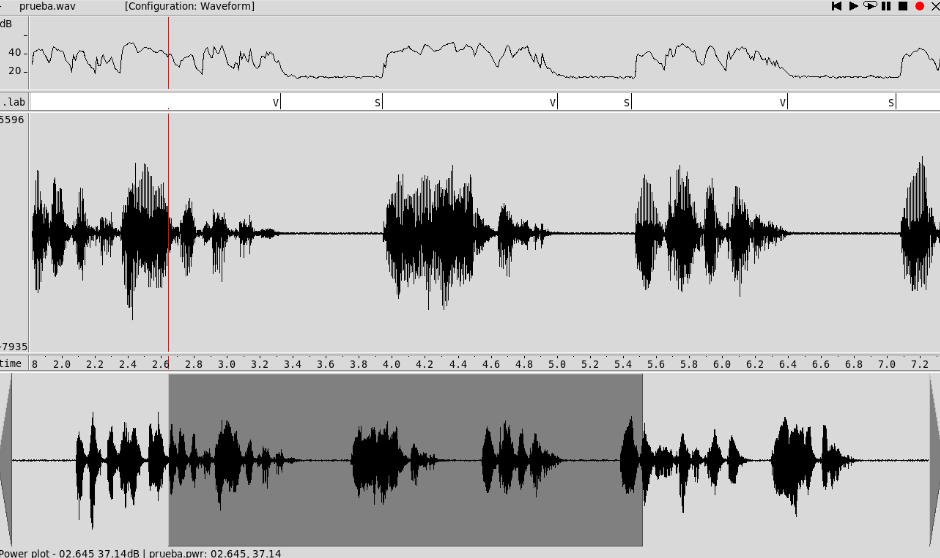 prueba.wav [Configuration: Waveform]
dB
40
20
.lab V S V S V S
5596
-7935
time 8 2.0 2.2 2.4 2.6 2.8 3.0 3.2 3.4 3.6 3.8 4.0 4.2 4.4 4.6 4.8 5.0 5.2 5.4 5.6 5.8 6.0 6.2 6.4 6.6 6.8 7.0 7.2
Power plot - 02.645 37.14dB | prueba.pwr: 02.645, 37.14